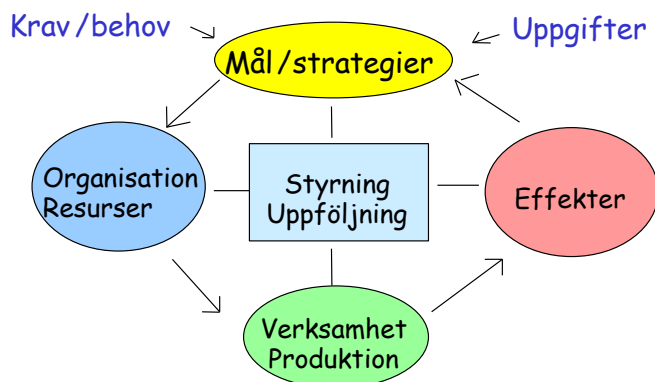 Krav/behov
Uppgifter
Mål/strategier
Organisation
Resurser
Styrning
Uppföljning
Effekter
Verksamhet
Produktion